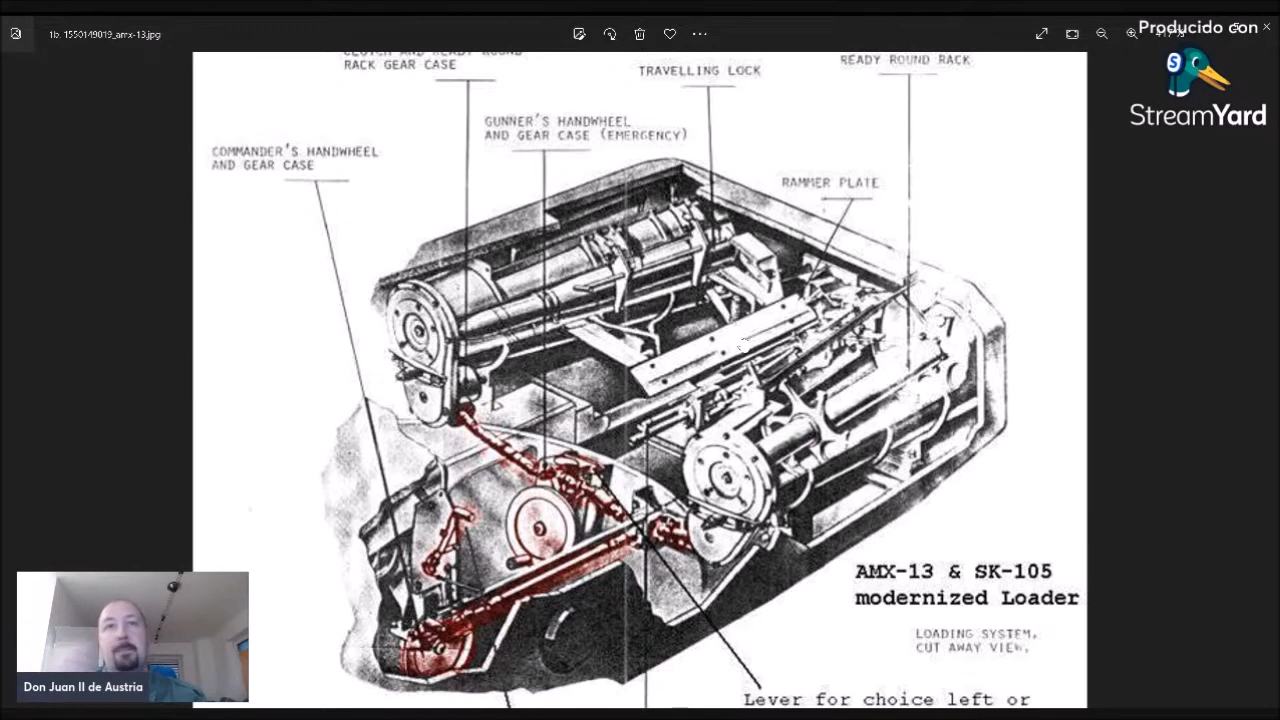 1b. 1550149019_amx-13.jpg
Producido con
S
StreamYard
RACK GEAR CASE
TRAVELLING LOCK
READY ROUND RACK
GUNNER'S HANDWHEEL
AND GEAR CASE (EMERGENCY)
COMMANDER'S HANDWHEEL
AND GEAR CASE
RAMMER PLATE
AMX-13 & SK-105
modernized Loader
LOADING SYSTEM,
CUT AWAY VIEW.
Lever for choice left or
Don Juan II de Austria